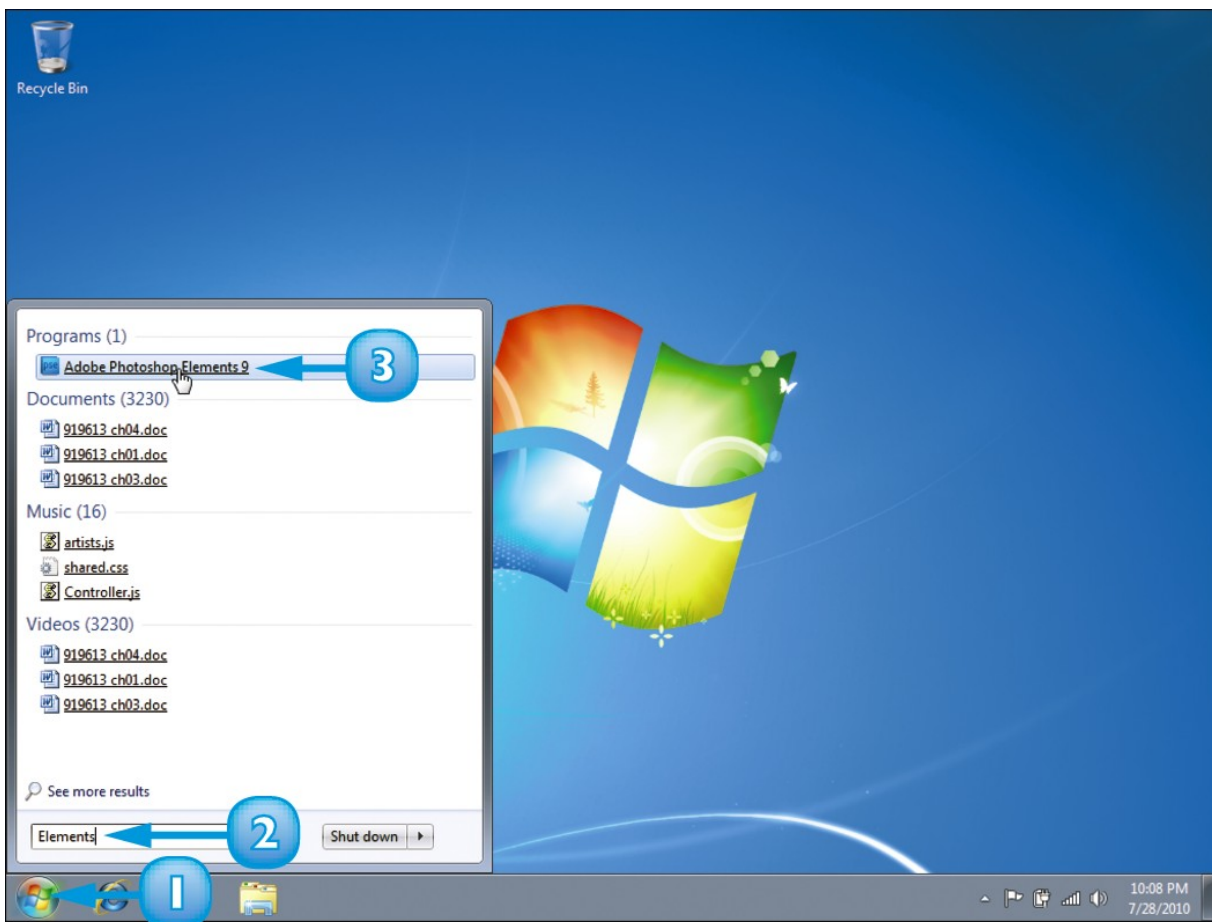 Recycle Bin
Programs (1)
Adobe Photoshop Elements 9
3
Documents (3230)
919613 ch04.doc
919613 ch01.doc
919613 ch03.doc
Music (16)
artists.js
shared.css
Controller.js
Videos (3230)
919613 ch04.doc
919613 ch01.doc
919613 ch03.doc
See more results
Elements
2
Shut down
1
10:08 PM
7/28/2010